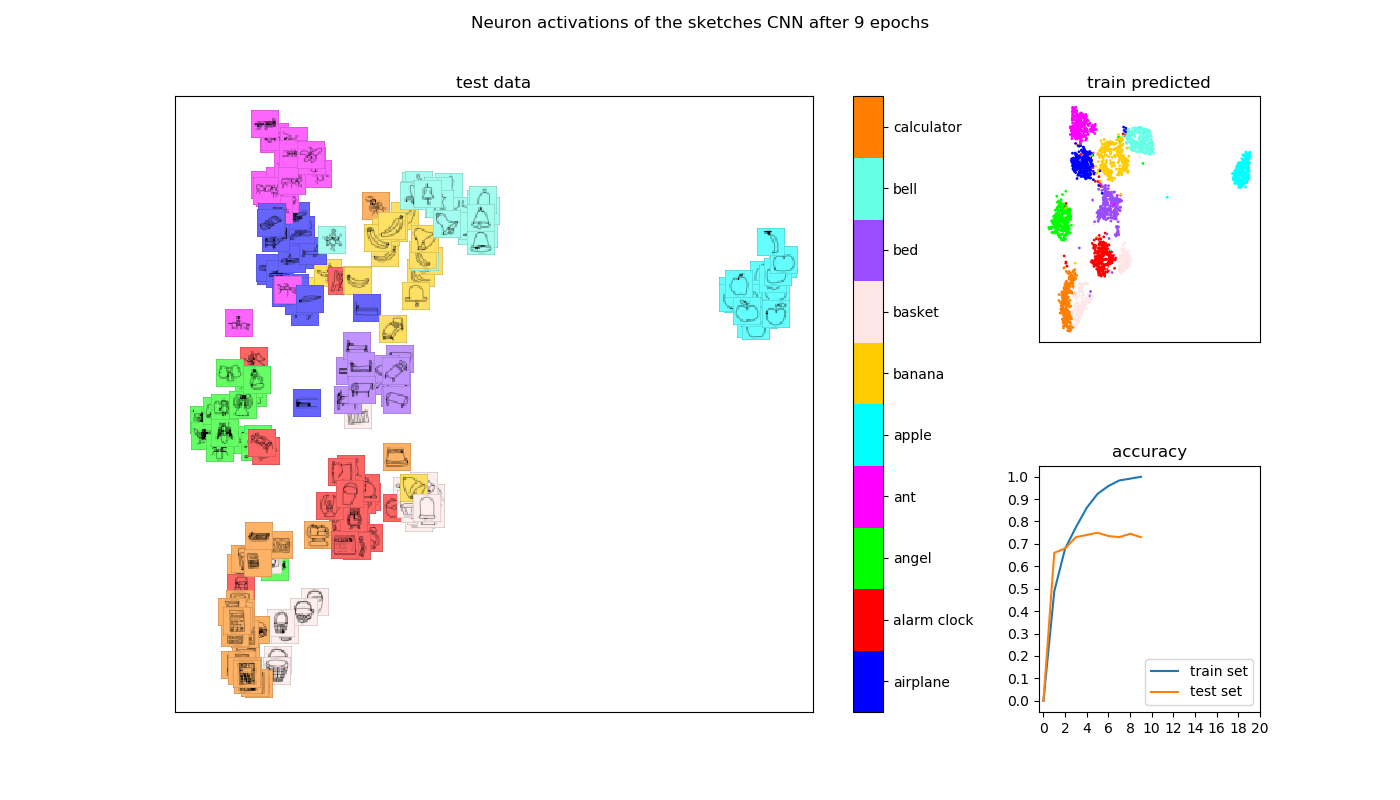 Neuron activations of the sketches CNN after 9 epochs
test data
calculator
bell
bed
basket
banana
apple
ant
angel
alarm clock
airplane
train predicted
accuracy
1.0
0.9
0.8
0.7
0.6
0.5
0.4
0.3
0.2
0.1
0.0
train set
test set
0 2 4 6 8 10 12 14 16 18 20